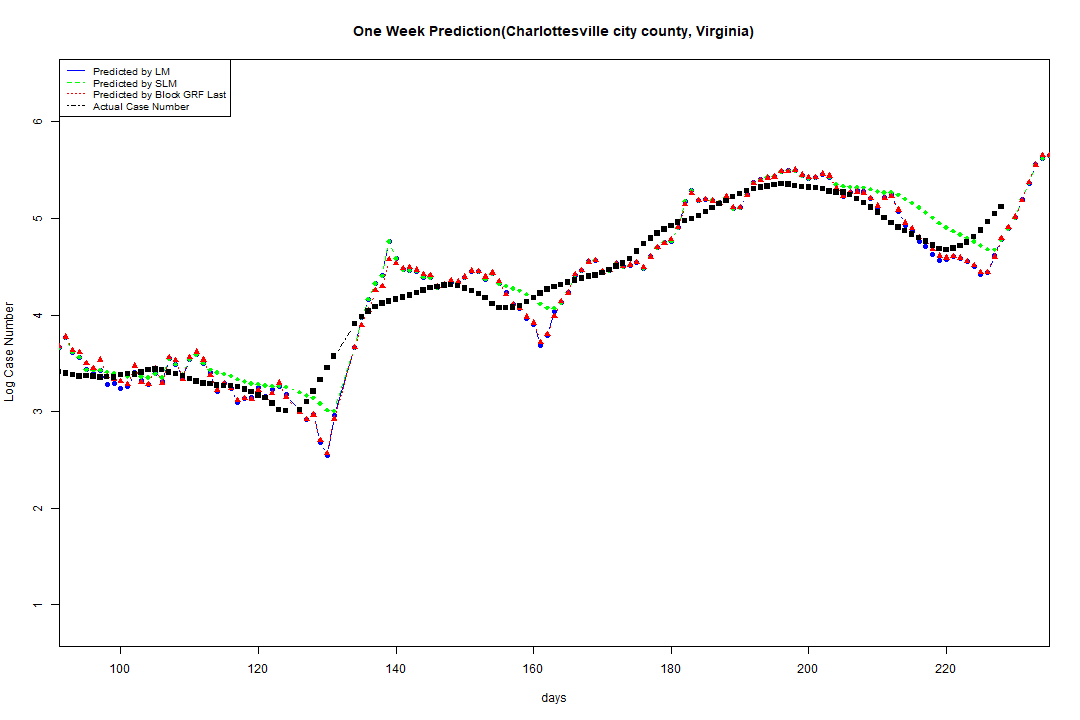 One Week Prediction(Charlottesville city county, Virginia)
Predicted by LM
Predicted by SLM
Predicted by Block GRF Last
Actual Case Number
6
5
4
3
2
1
Log Case Number
100 120 140 160 180 200 220
days